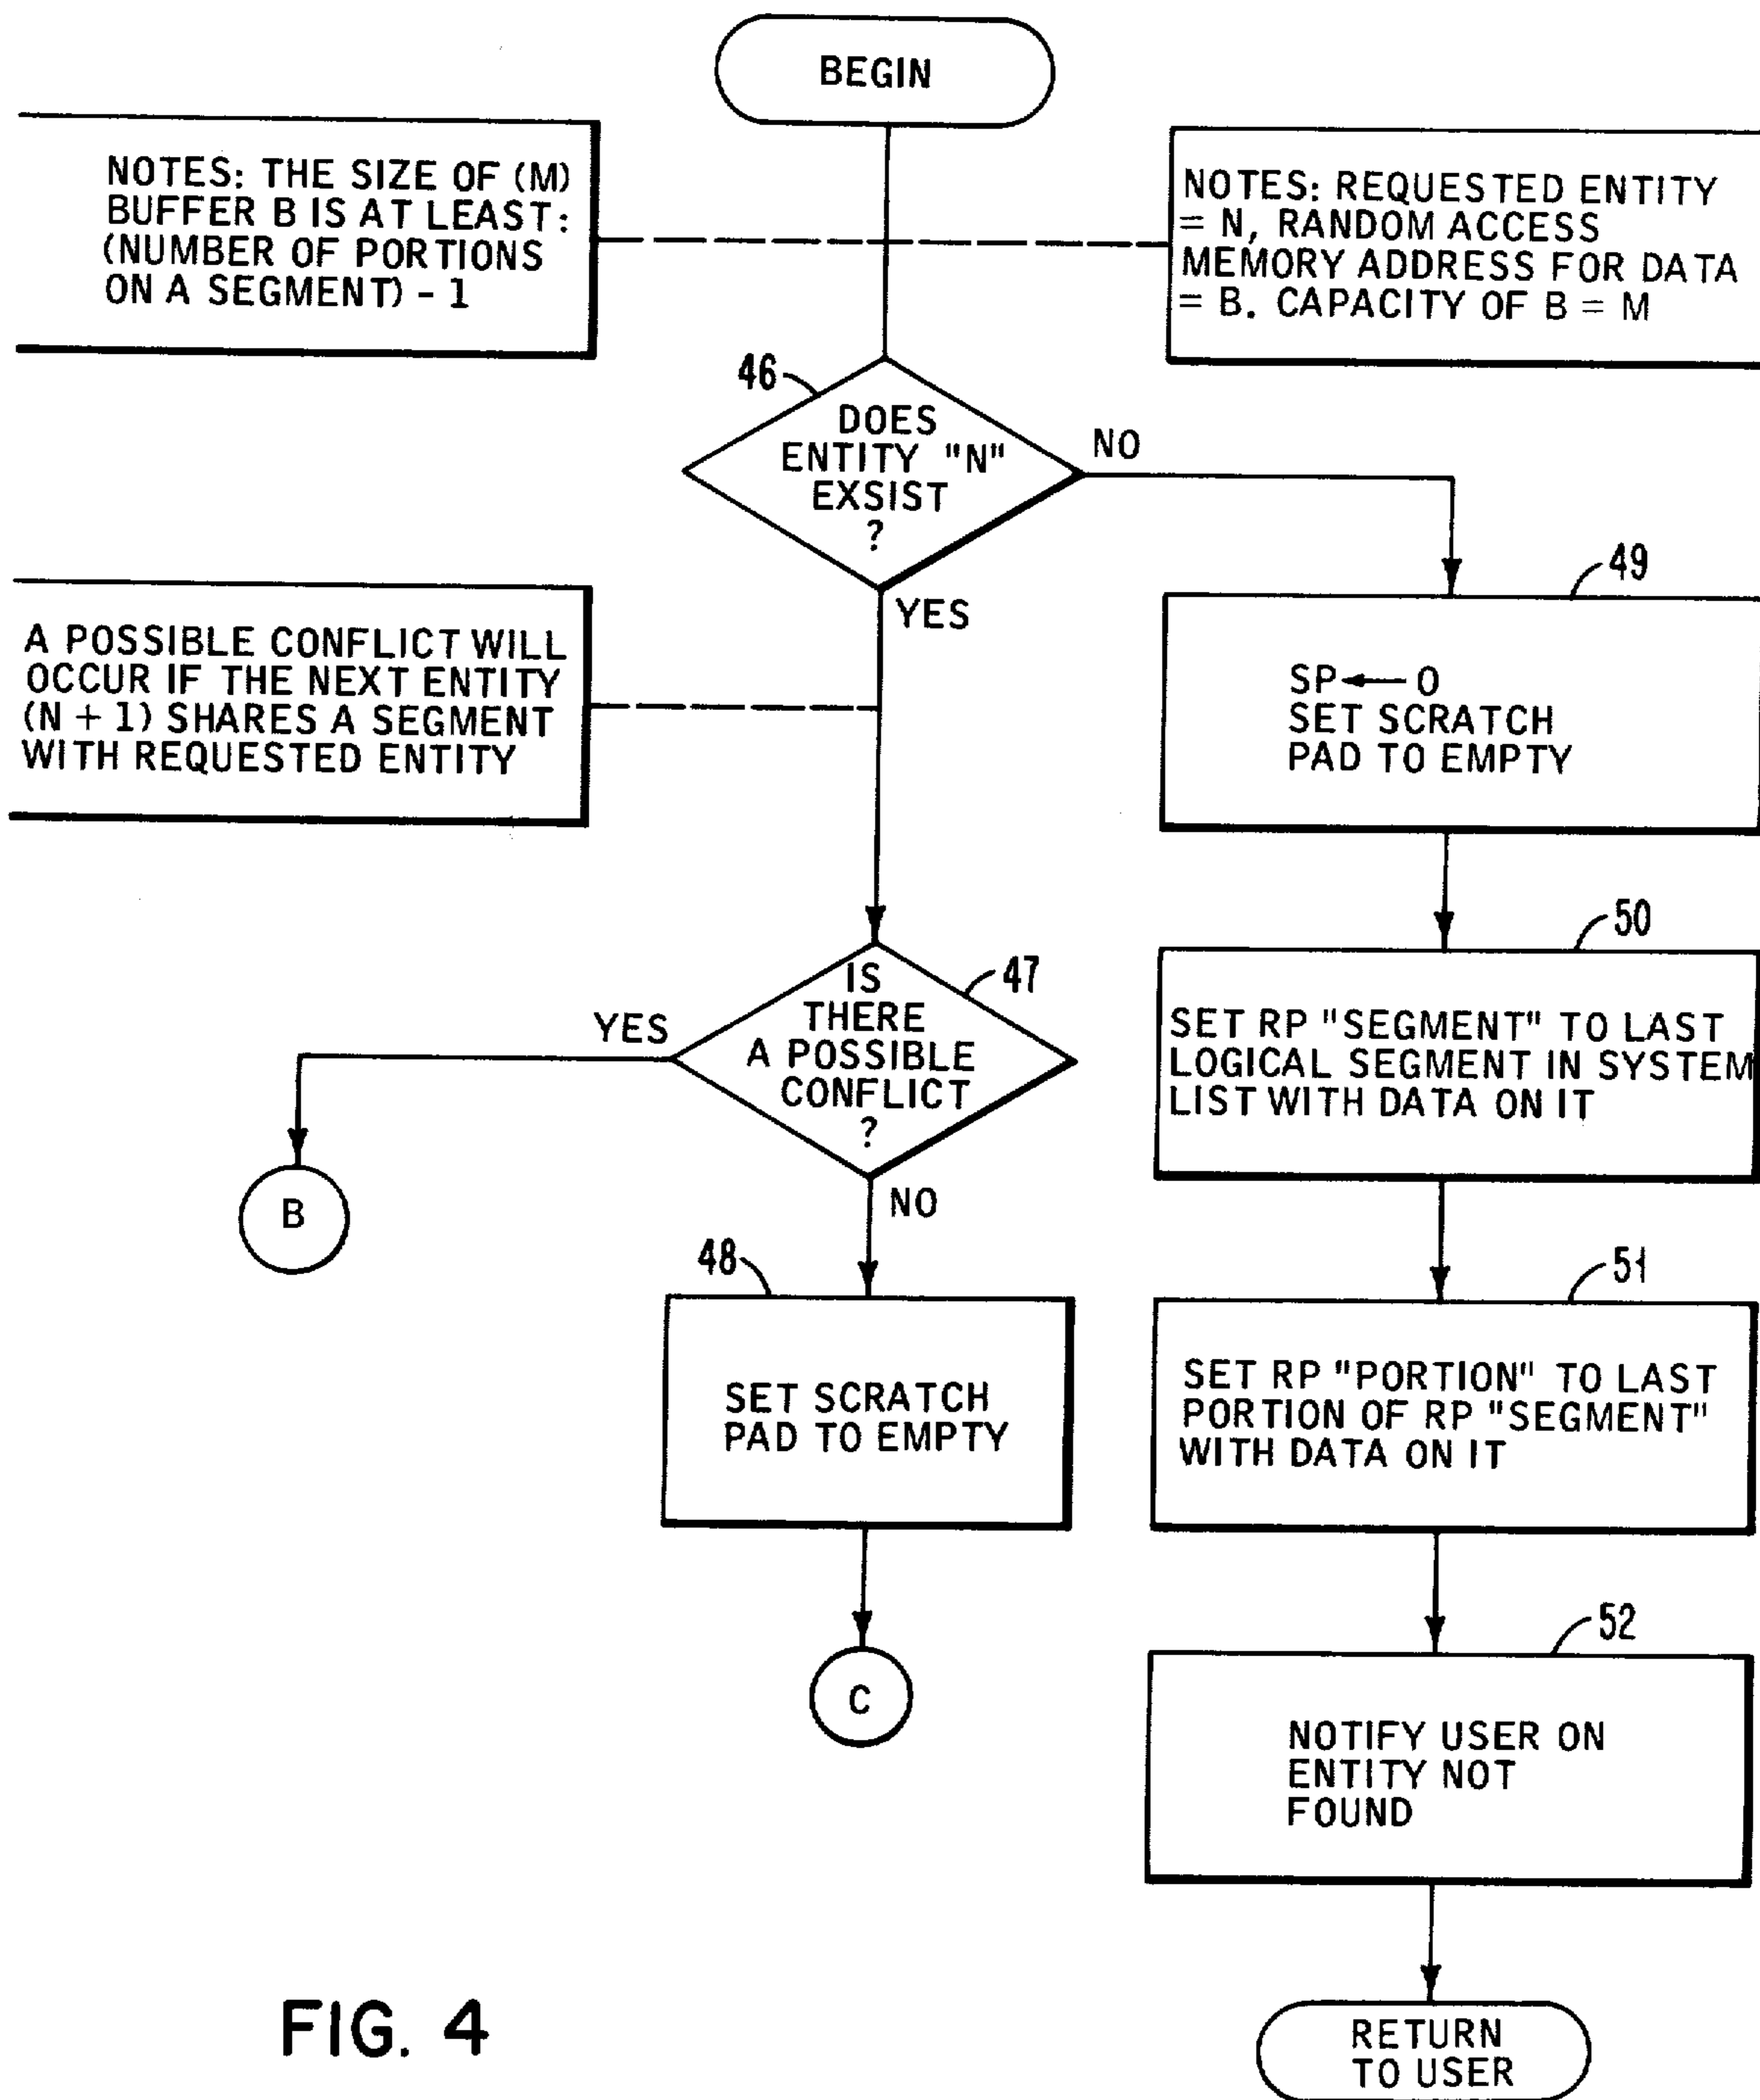 BEGIN
NOTES: THE SIZE OF (M)
BUFFER B IS AT LEAST:
(NUMBER OF PORTIONS
ON A SEGMENT) - 1
NOTES: REQUESTED ENTITY
= N, RANDOM ACCESS
MEMORY ADDRESS FOR DATA
= B. CAPACITY OF B = M
46
DOES
ENTITY "N"
EXSIST
?
NO
YES
49
SP ← O
SET SCRATCH
PAD TO EMPTY
A POSSIBLE CONFLICT WILL
OCCUR IF THE NEXT ENTITY
(N + 1) SHARES A SEGMENT
WITH REQUESTED ENTITY
50
SET RP "SEGMENT" TO LAST
LOGICAL SEGMENT IN SYSTEM
LIST WITH DATA ON IT
47
IS
THERE
A POSSIBLE
CONFLICT
?
YES
B
NO
48
SET SCRATCH
PAD TO EMPTY
C
51
SET RP "PORTION" TO LAST
PORTION OF RP "SEGMENT"
WITH DATA ON IT
52
NOTIFY USER ON
ENTITY NOT
FOUND
RETURN
TO USER
FIG. 4